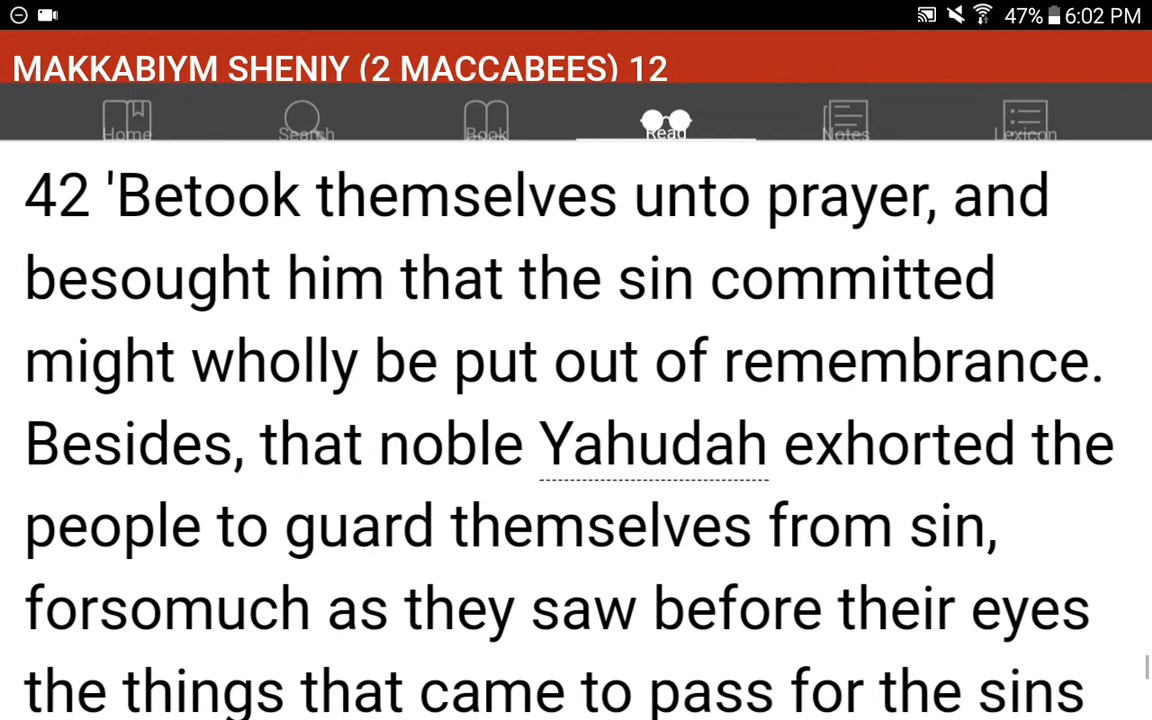 47% 6:02 PM
MAKKABIYM SHENIY (2 MACCABEES) 12
Home Search Book Read Notes Lexicon
42 'Betook themselves unto prayer, and
besought him that the sin committed
might wholly be put out of remembrance.
Besides, that noble Yahudah exhorted the
people to guard themselves from sin,
forsomuch as they saw before their eyes
the things that came to pass for the sins